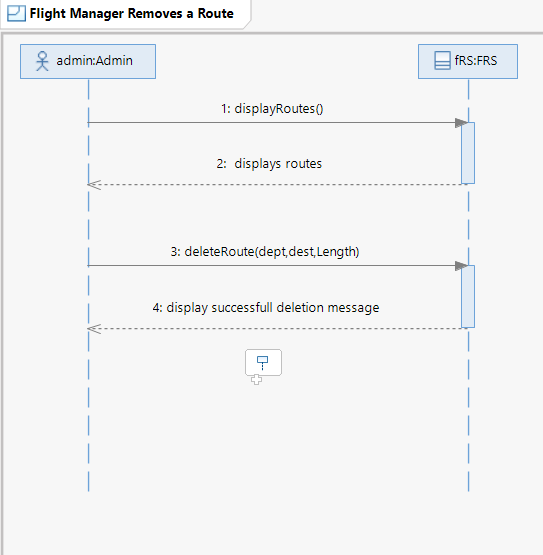 Flight Manager Removes a Route
admin:Admin
fRS:FRS
1: displayRoutes()
2: displays routes
3: deleteRoute(dept,dest,Length)
4: display successfull deletion message